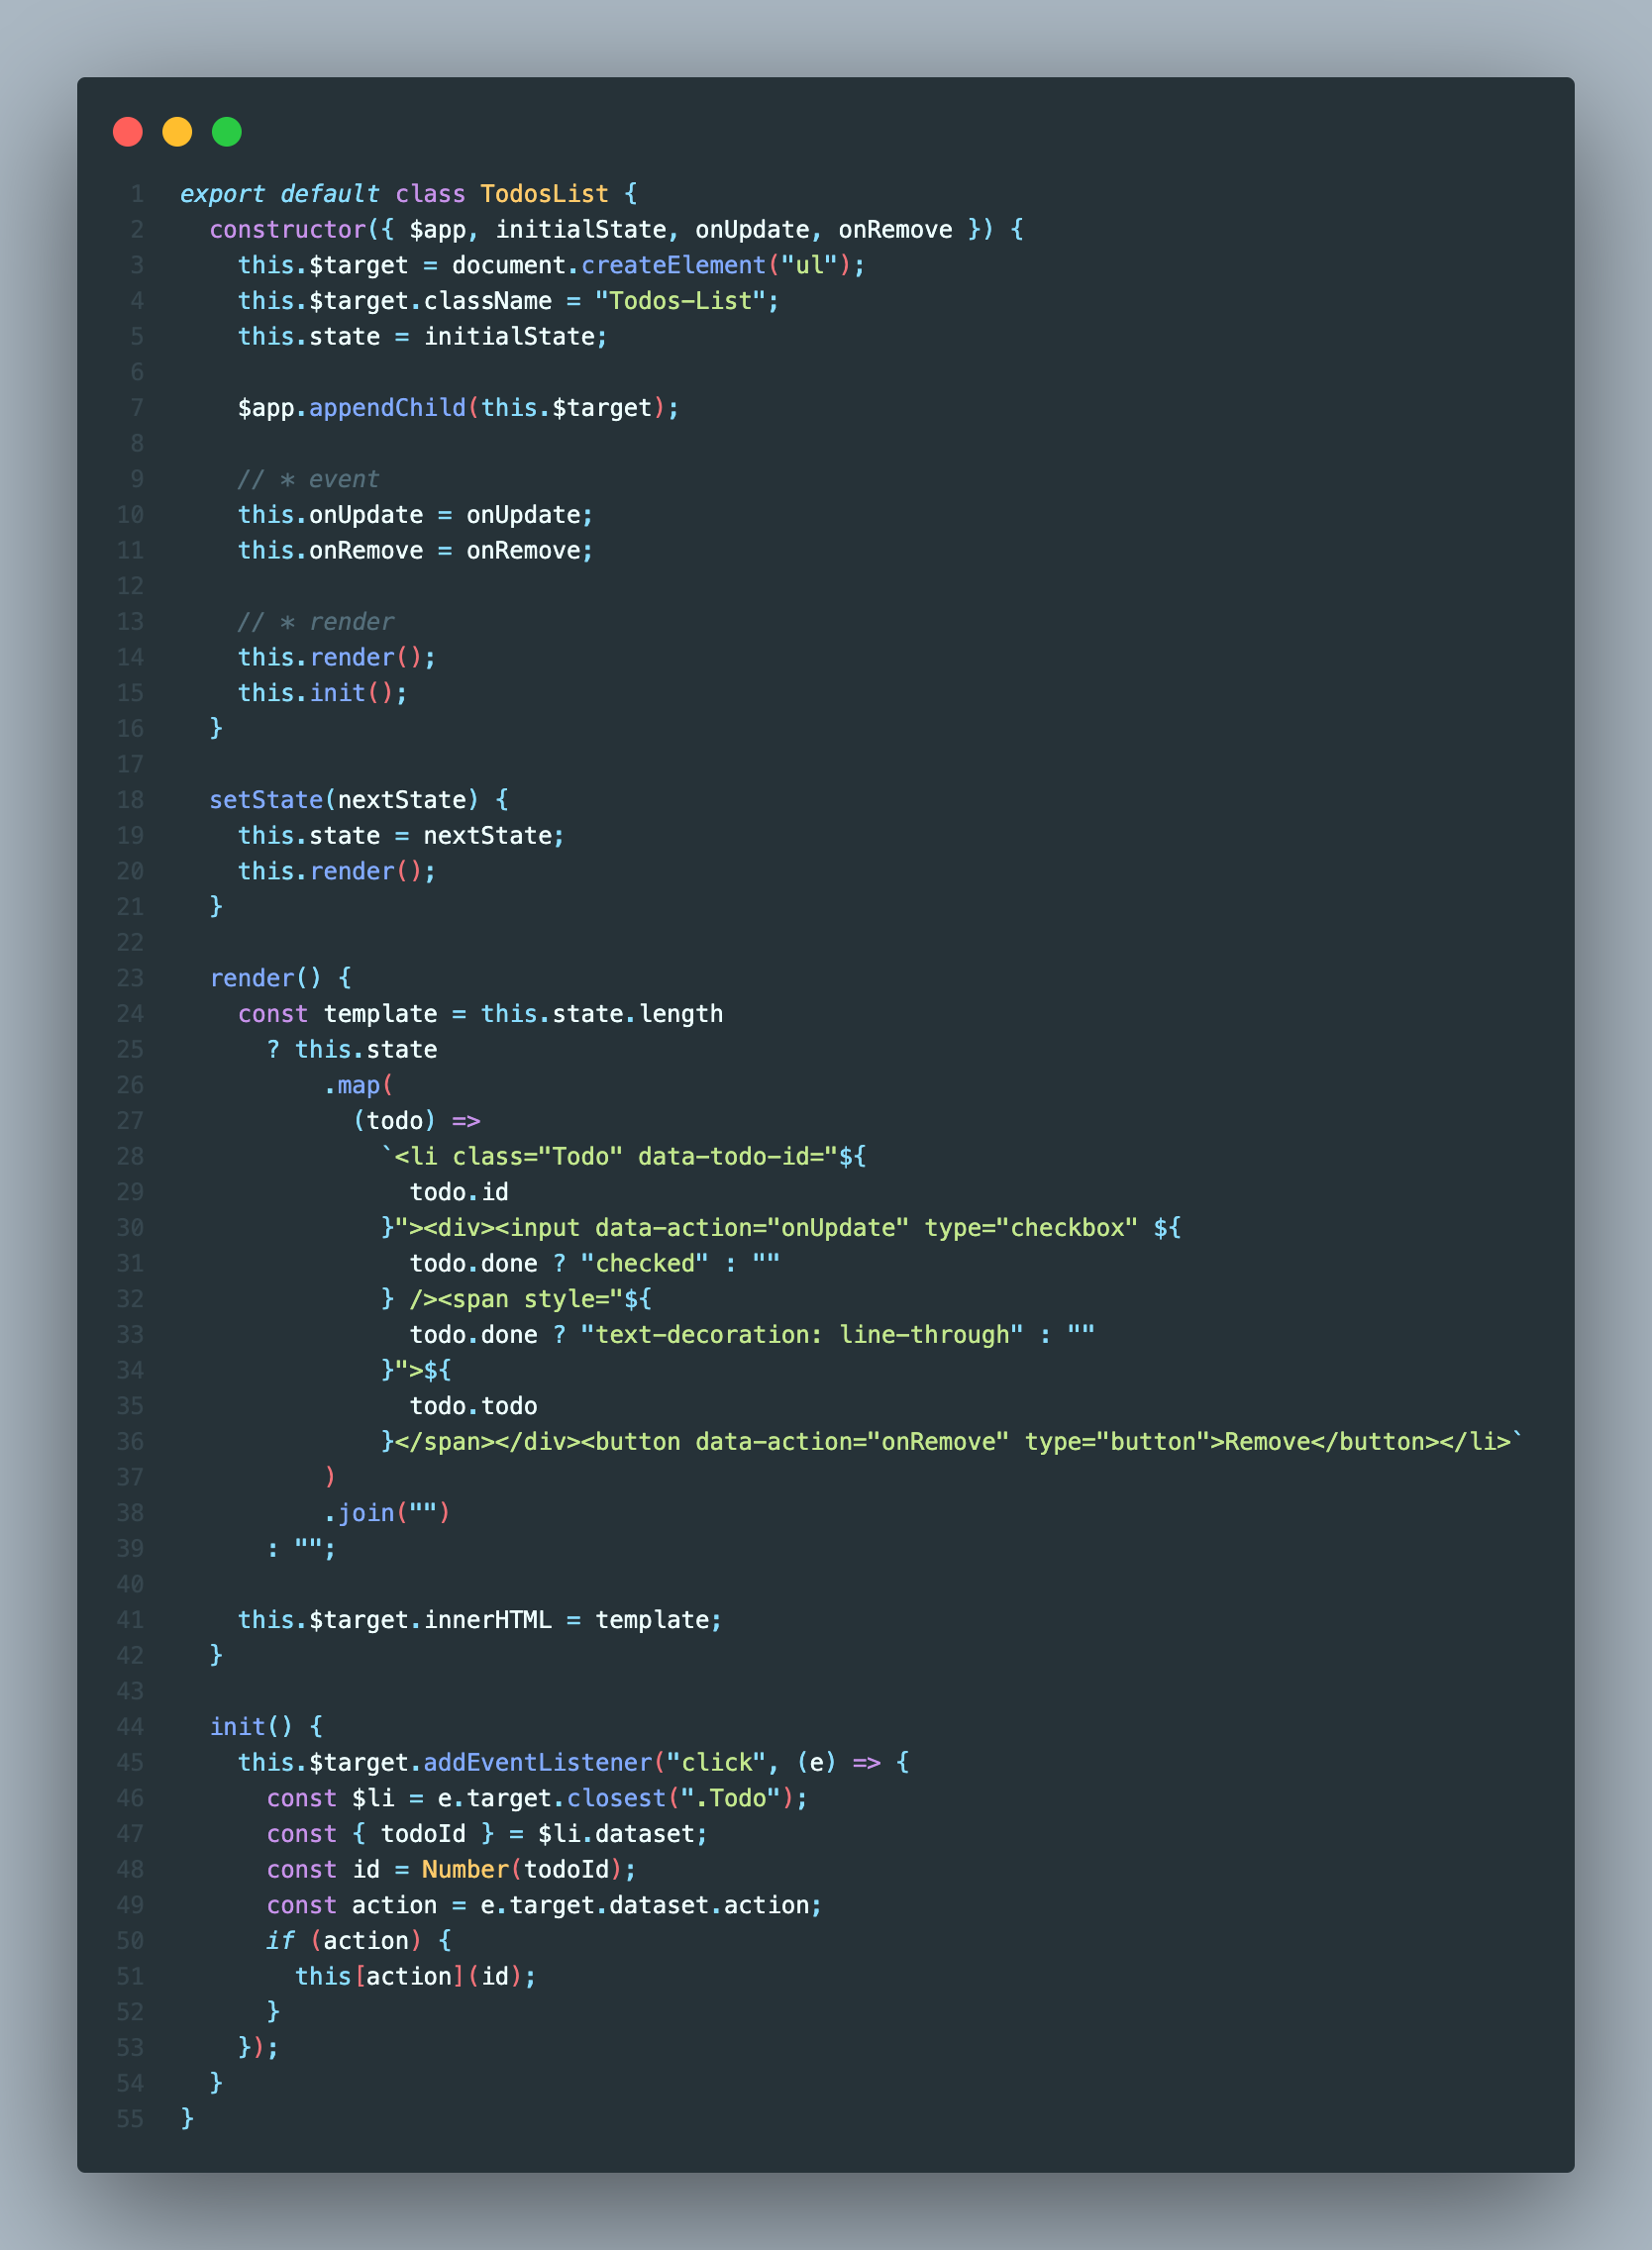 1 export default class TodosList {
2   constructor({ $app, initialState, onUpdate, onRemove }) {
3     this.$target = document.createElement("ul");
4     this.$target.className = "Todos-List";
5     this.state = initialState;
6
7     $app.appendChild(this.$target);
8
9     // * event
10     this.onUpdate = onUpdate;
11     this.onRemove = onRemove;
12
13     // * render
14     this.render();
15     this.init();
16   }
17
18   setState(nextState) {
19     this.state = nextState;
20     this.render();
21   }
22
23   render() {
24     const template = this.state.length
25       ? this.state
26           .map(
27             (todo) =>
28               `<li class="Todo" data-todo-id="${
29                 todo.id
30               }"><div><input data-action="onUpdate" type="checkbox" ${
31                 todo.done ? "checked" : ""
32               } /><span style="${
33                 todo.done ? "text-decoration: line-through" : ""
34               }">${
35                 todo.todo
36               }</span></div><button data-action="onRemove" type="button">Remove</button></li>`
37           )
38           .join("")
39       : "";
40
41     this.$target.innerHTML = template;
42   }
43
44   init() {
45     this.$target.addEventListener("click", (e) => {
46       const $li = e.target.closest(".Todo");
47       const { todoId } = $li.dataset;
48       const id = Number(todoId);
49       const action = e.target.dataset.action;
50       if (action) {
51         this[action](id);
52       }
53     });
54   }
55 }